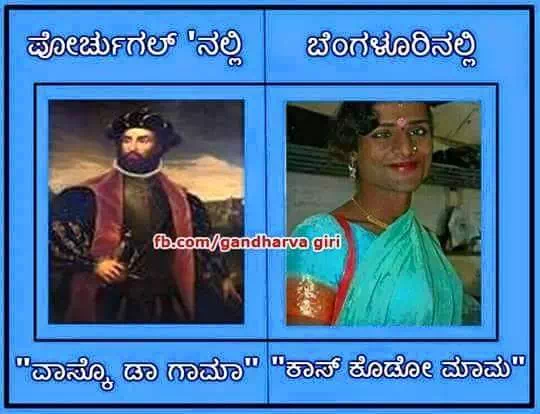 ಪೋರ್ಚುಗಲ್ 'ನಲ್ಲಿ
ಬೆಂಗಳೂರಿನಲ್ಲಿ
fb.com/gandharva giri
"ವಾಸ್ಕೊ ಡಾ ಗಾಮಾ"
"ಕಾಸ್ ಕೊಡೋ ಮಾಮ"